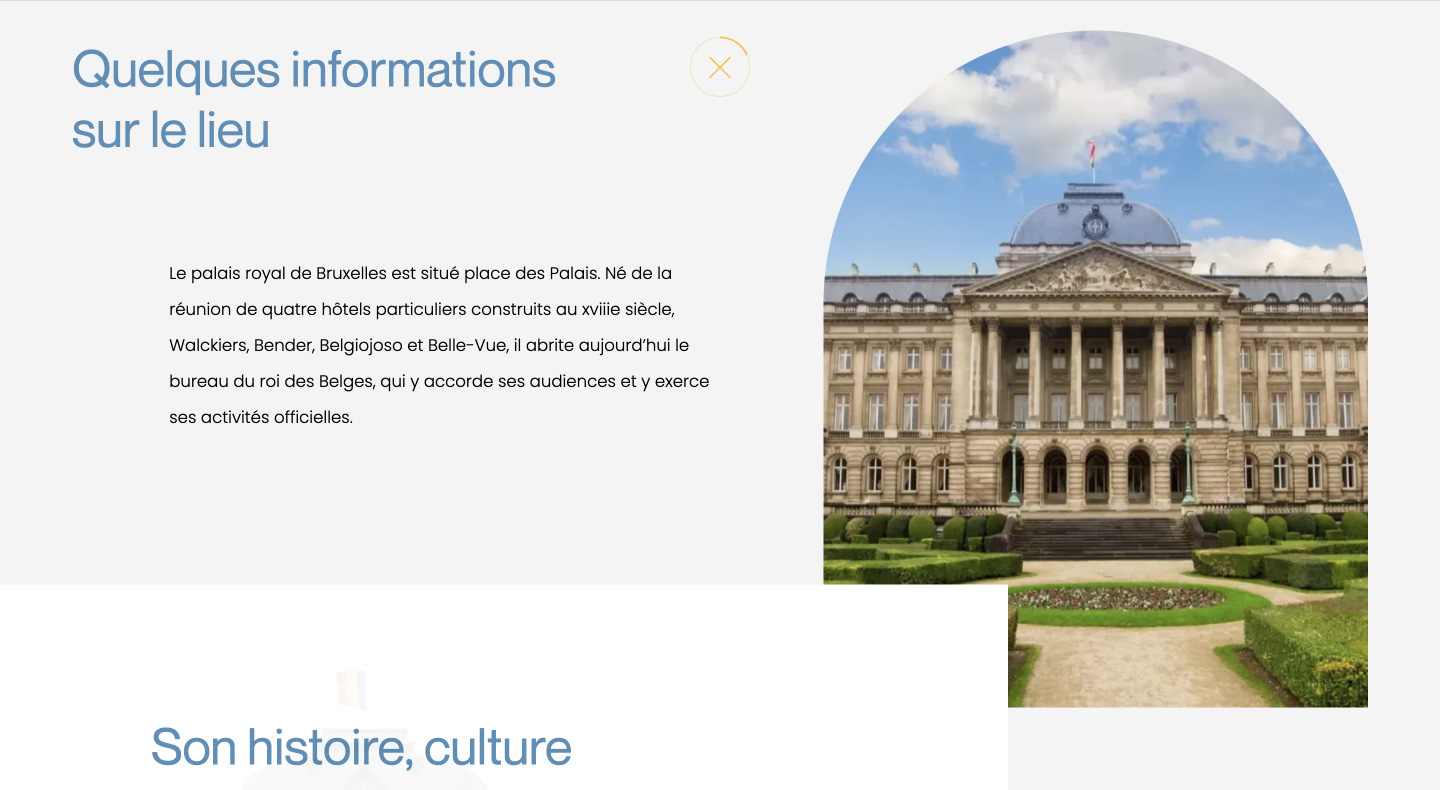 Quelques informations
sur le lieu
Le palais royal de Bruxelles est situé place des Palais. Né de la
réunion de quatre hôtels particuliers construits au xviiie siècle,
Walckiers, Bender, Belgiojoso et Belle-Vue, il abrite aujourd’hui le
bureau du roi des Belges, qui y accorde ses audiences et y exerce
ses activités officielles.
Son histoire, culture